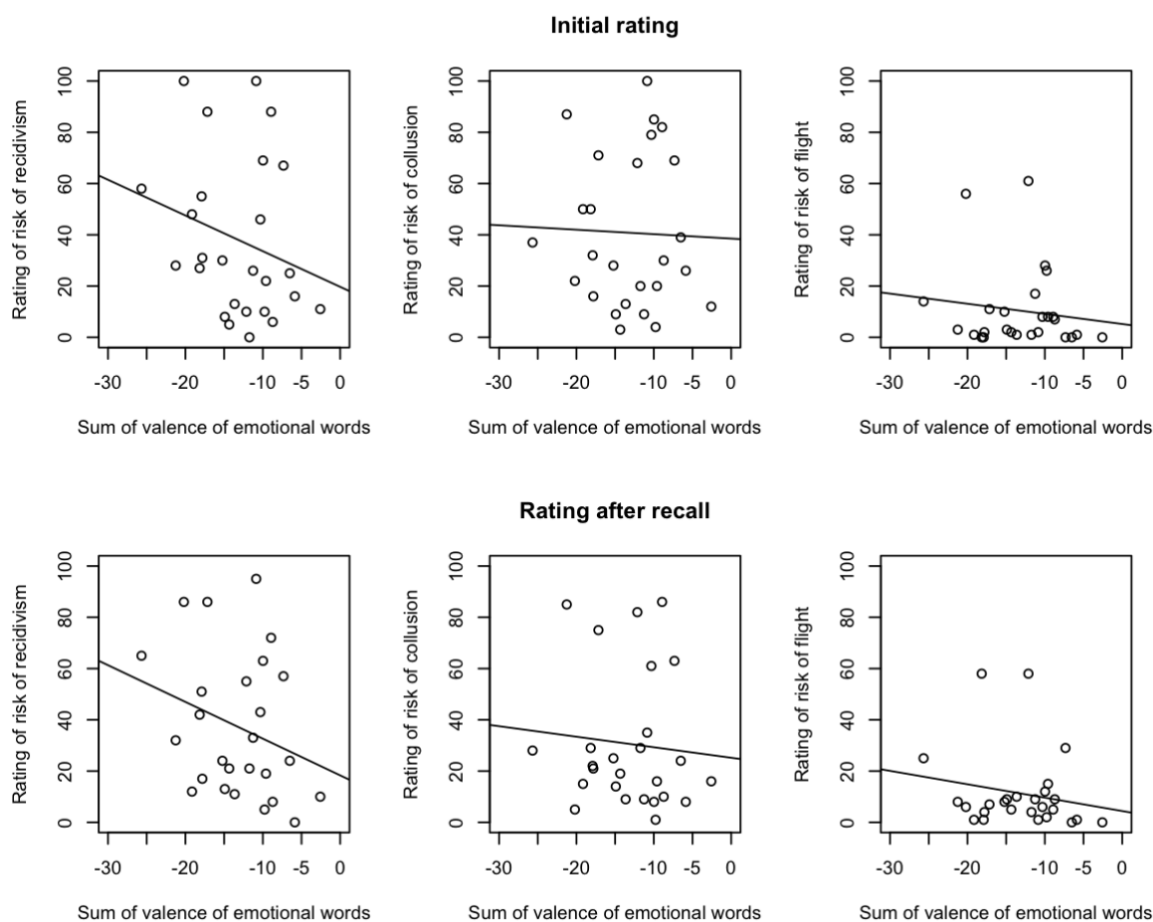 Initial rating
Rating of risk of recidivism
0 20 40 60 80 100
-30 -20 -10 -5 0
Sum of valence of emotional words
Rating of risk of collusion
0 20 40 60 80 100
-30 -20 -10 -5 0
Sum of valence of emotional words
Rating of risk of flight
0 20 40 60 80 100
-30 -20 -10 -5 0
Sum of valence of emotional words
Rating after recall
Rating of risk of recidivism
0 20 40 60 80 100
-30 -20 -10 -5 0
Sum of valence of emotional words
Rating of risk of collusion
0 20 40 60 80 100
-30 -20 -10 -5 0
Sum of valence of emotional words
Rating of risk of flight
0 20 40 60 80 100
-30 -20 -10 -5 0
Sum of valence of emotional words